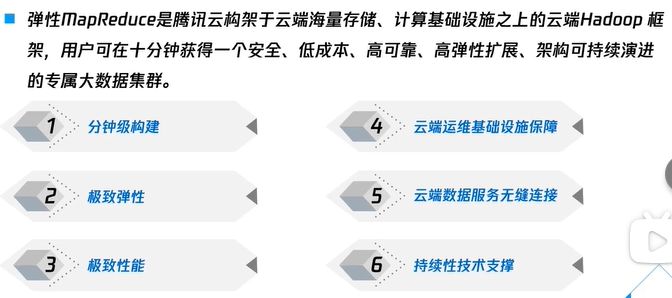 弹性MapReduce是腾讯云构架于云端海量存储、计算基础设施之上的云端Hadoop 框
架，用户可在十分钟获得一个安全、低成本、高可靠、高弹性扩展、架构可持续演进
的专属大数据集群。
1 分钟级构建
2 极致弹性
3 极致性能
4 云端运维基础设施保障
5 云端数据服务无缝连接
6 持续性技术支撑